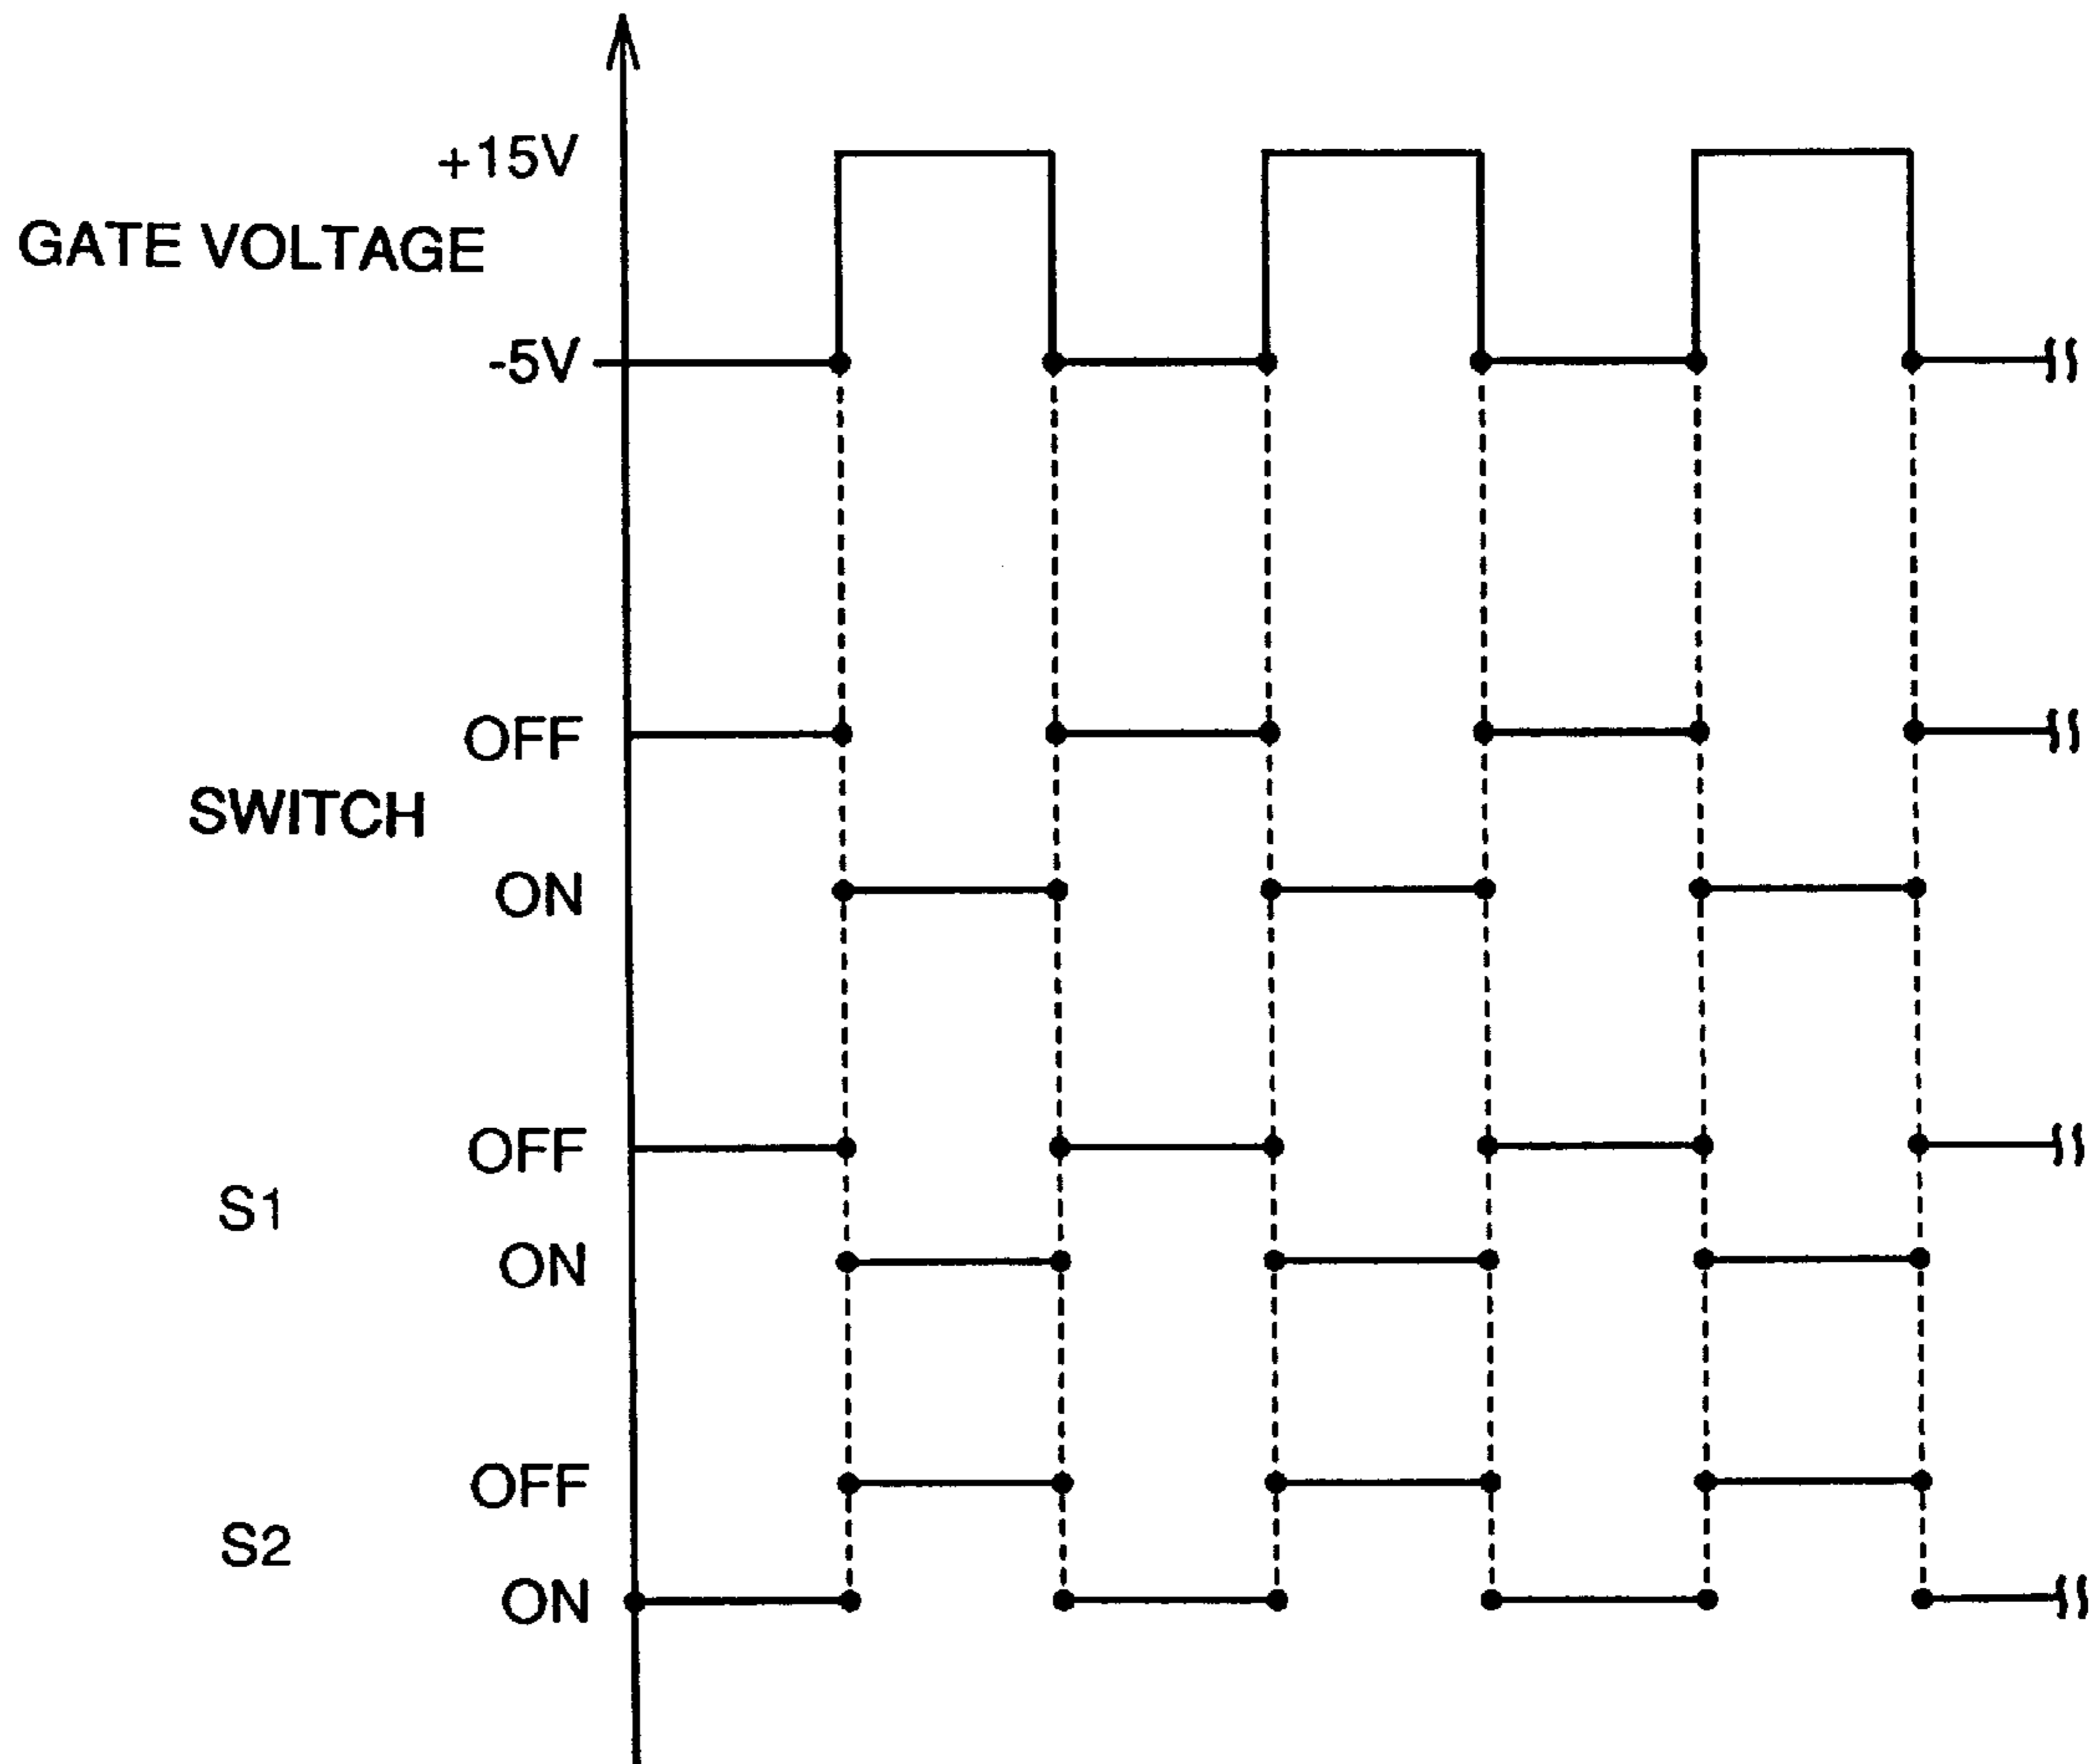 +15V
GATE VOLTAGE
-5V
OFF
SWITCH
ON
OFF
S1
ON
OFF
S2
ON